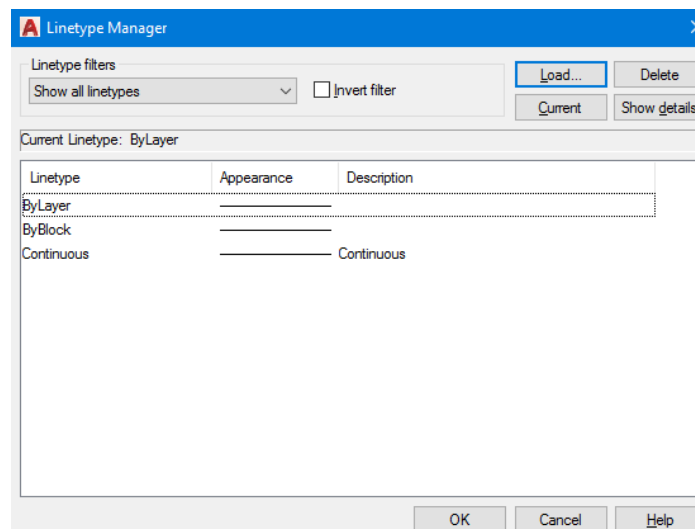 A Linetype Manager
Linetype filters
Show all linetypes
Invert filter
Load...
Delete
Current
Show details
Current Linetype: ByLayer
Linetype Appearance Description
ByLayer
ByBlock
Continuous Continuous
OK Cancel Help